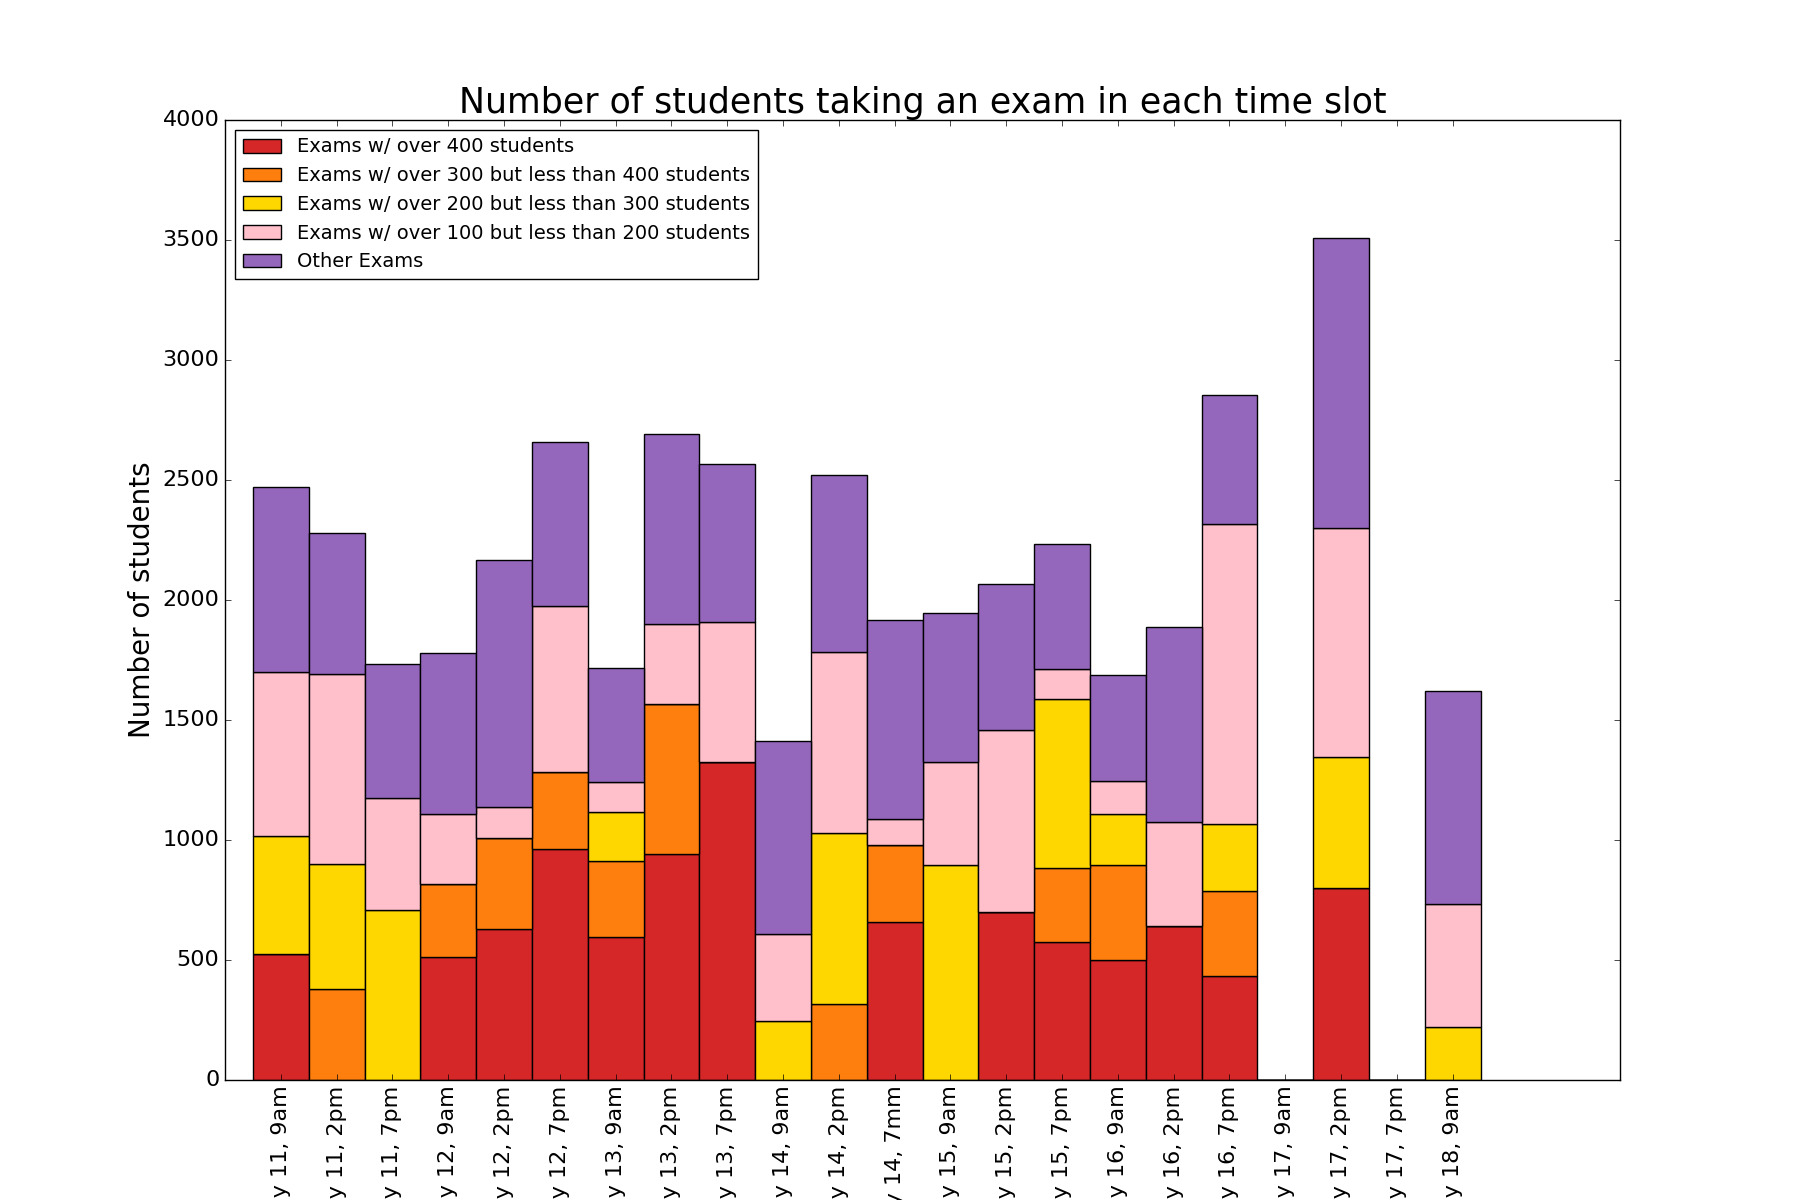 Number of students taking an exam in each time slot
4000
3500
3000
2500
2000
1500
1000
500
0
Number of students
Exams w/ over 400 students
Exams w/ over 300 but less than 400 students
Exams w/ over 200 but less than 300 students
Exams w/ over 100 but less than 200 students
Other Exams
y 11, 9am
y 11, 2pm
y 11, 7pm
y 12, 9am
y 12, 2pm
y 12, 7pm
y 13, 9am
y 13, 2pm
y 13, 7pm
y 14, 9am
y 14, 2pm
y 14, 7mm
y 15, 9am
y 15, 2pm
y 15, 7pm
y 16, 9am
y 16, 2pm
y 16, 7pm
y 17, 9am
y 17, 2pm
y 17, 7pm
y 18, 9am